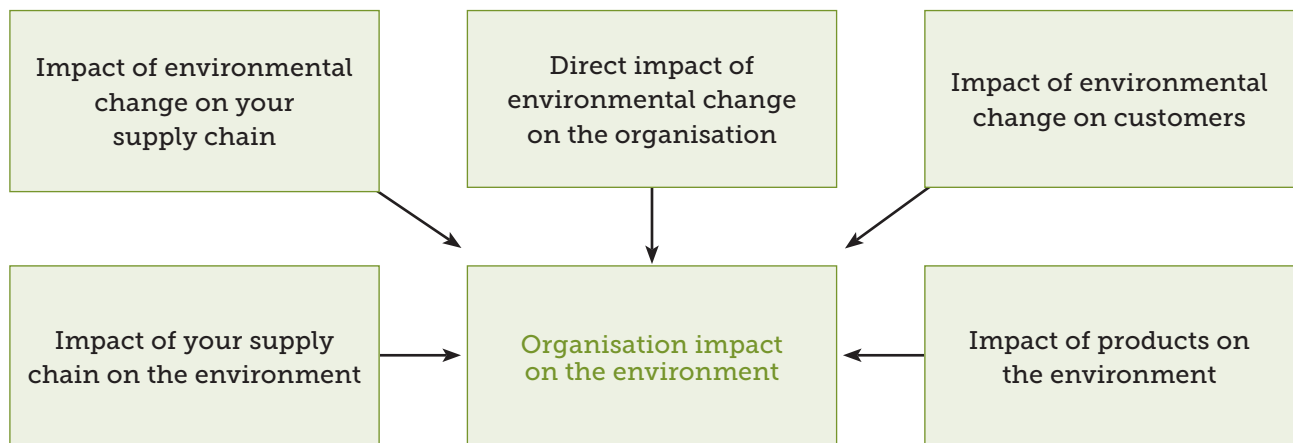 Impact of environmental
change on your
supply chain
Direct impact of
environmental change
on the organisation
Impact of environmental
change on customers
Impact of your supply
chain on the environment
Organisation impact
on the environment
Impact of products on
the environment